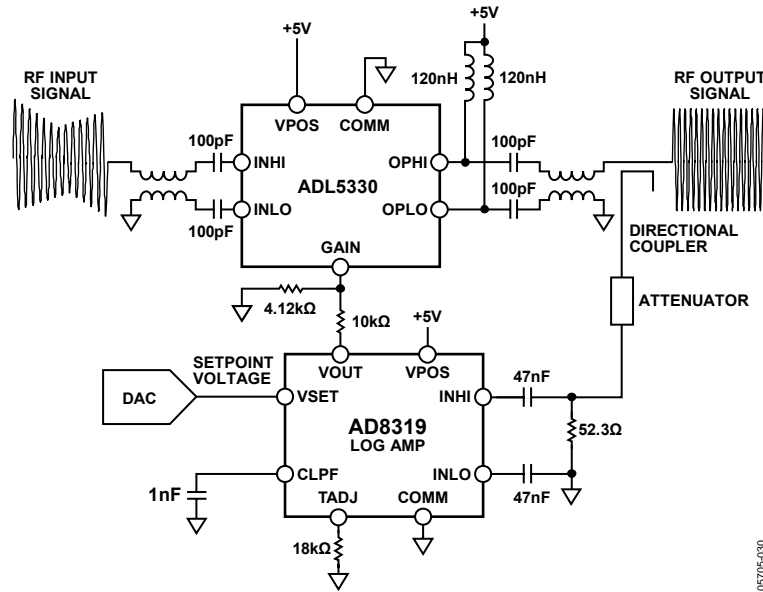 +5V
+5V
RF INPUT
SIGNAL
120nH
120nH
RF OUTPUT
SIGNAL
VPOS
COMM
100pF
100pF
INHI
OPHI
ADL5330
INLO
OPLO
100pF
100pF
GAIN
DIRECTIONAL
COUPLER
4.12kΩ
10kΩ
+5V
ATTENUATOR
SETPOINT
VOLTAGE
VOUT
VPOS
47nF
DAC
VSET
INHI
AD8319
LOG AMP
52.3Ω
CLPF
INLO
1nF
TADJ
COMM
47nF
18kΩ
05705-030